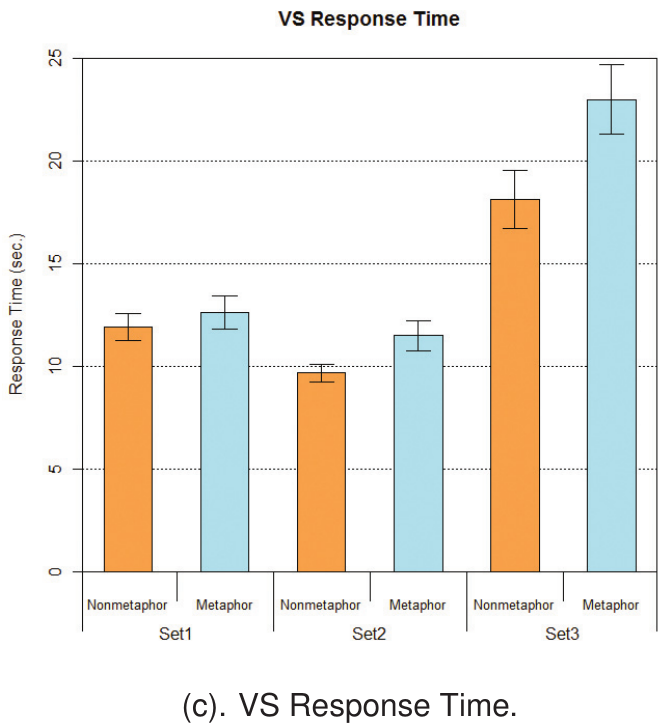 VS Response Time
Response Time (sec.)
25
20
15
10
5
0
Nonmetaphor Metaphor Nonmetaphor Metaphor Nonmetaphor Metaphor
Set1 Set2 Set3
(c). VS Response Time.